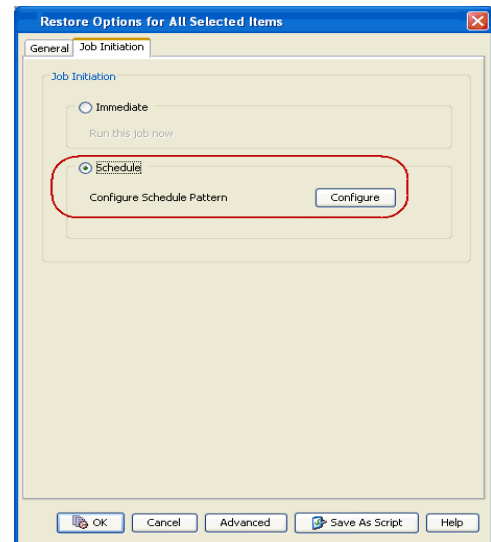 Restore Options for All Selected Items
General Job Initiation
Job Initiation
Immediate
Run this job now
Schedule
Configure Schedule Pattern Configure
OK Cancel Advanced Save As Script Help